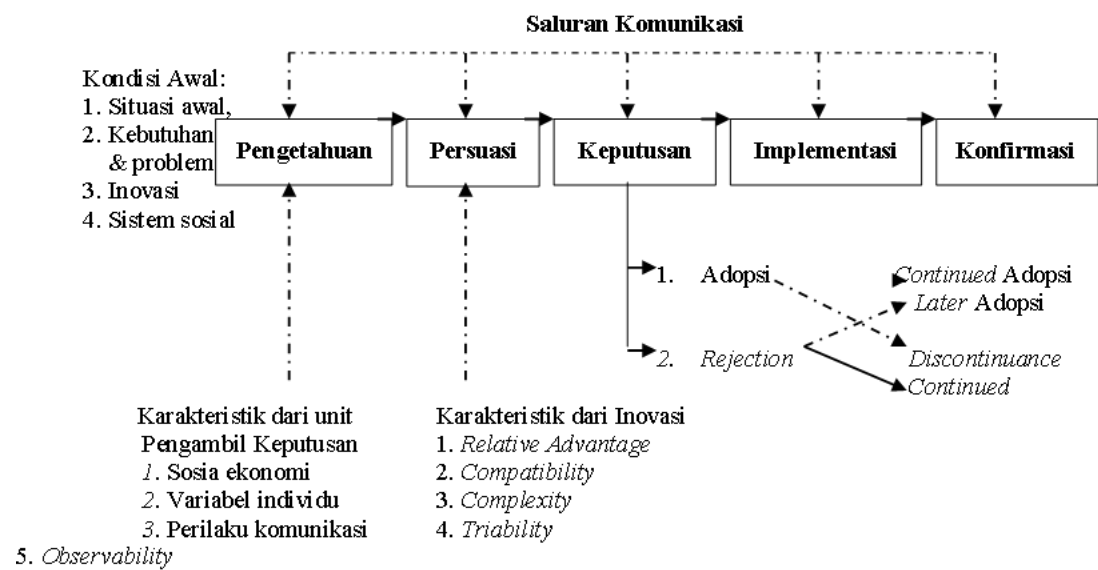 Saluran Komunikasi
Kondisi Awal:
1. Situasi awal,
2. Kebutuhan
& problem
3. Inovasi
4. Sistem sosial
Pengetahuan
Persuasi
Keputusan
Implementasi
Konfirmasi
1. Adopsi
Continued Adopsi
Later Adopsi
2. Rejection
Discontinuance
Continued
Karakteristik dari unit
Pengambil Keputusan
1. Sosia ekonomi
2. Variabel individu
3. Perilaku komunikasi
Karakteristik dari Inovasi
1. Relative Advantage
2. Compatibility
3. Complexity
4. Triability
5. Observability